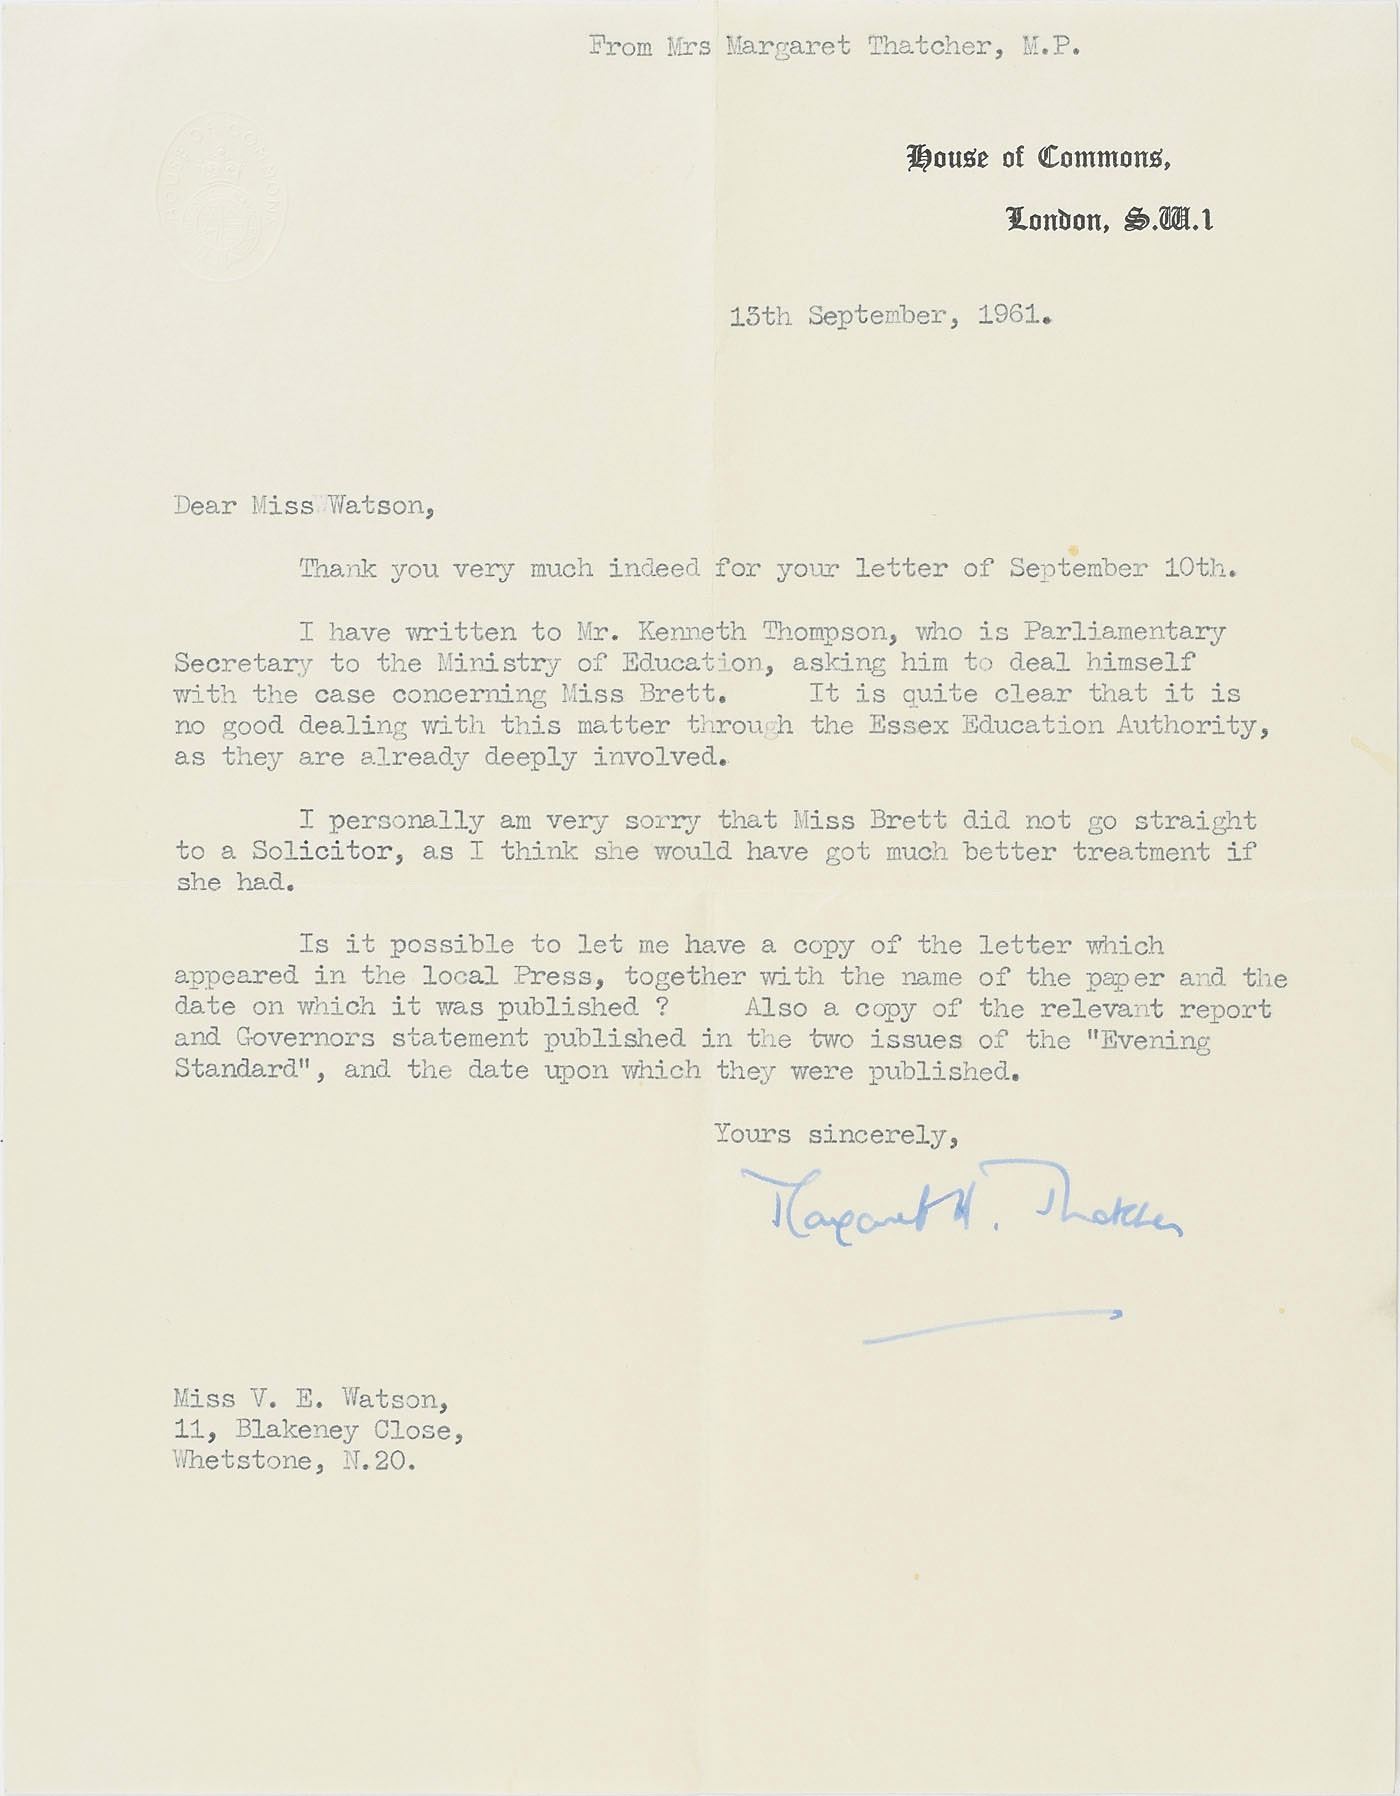 From Mrs Margaret Thatcher, M.P.
HOUSE OF COMMONS
House of Commons,
London, S.W.1
13th September, 1961.
Dear Miss Watson,
Thank you very much indeed for your letter of September 10th.
I have written to Mr. Kenneth Thompson, who is Parliamentary
Secretary to the Ministry of Education, asking him to deal himself
with the case concerning Miss Brett. It is quite clear that it is
no good dealing with this matter through the Essex Education Authority,
as they are already deeply involved.
I personally am very sorry that Miss Brett did not go straight
to a Solicitor, as I think she would have got much better treatment if
she had.
Is it possible to let me have a copy of the letter which
appeared in the local Press, together with the name of the paper and the
date on which it was published ? Also a copy of the relevant report
and Governors statement published in the two issues of the "Evening
Standard", and the date upon which they were published.
Yours sincerely,
Margaret H. Thatcher
Miss V. E. Watson,
11, Blakeney Close,
Whetstone, N.20.